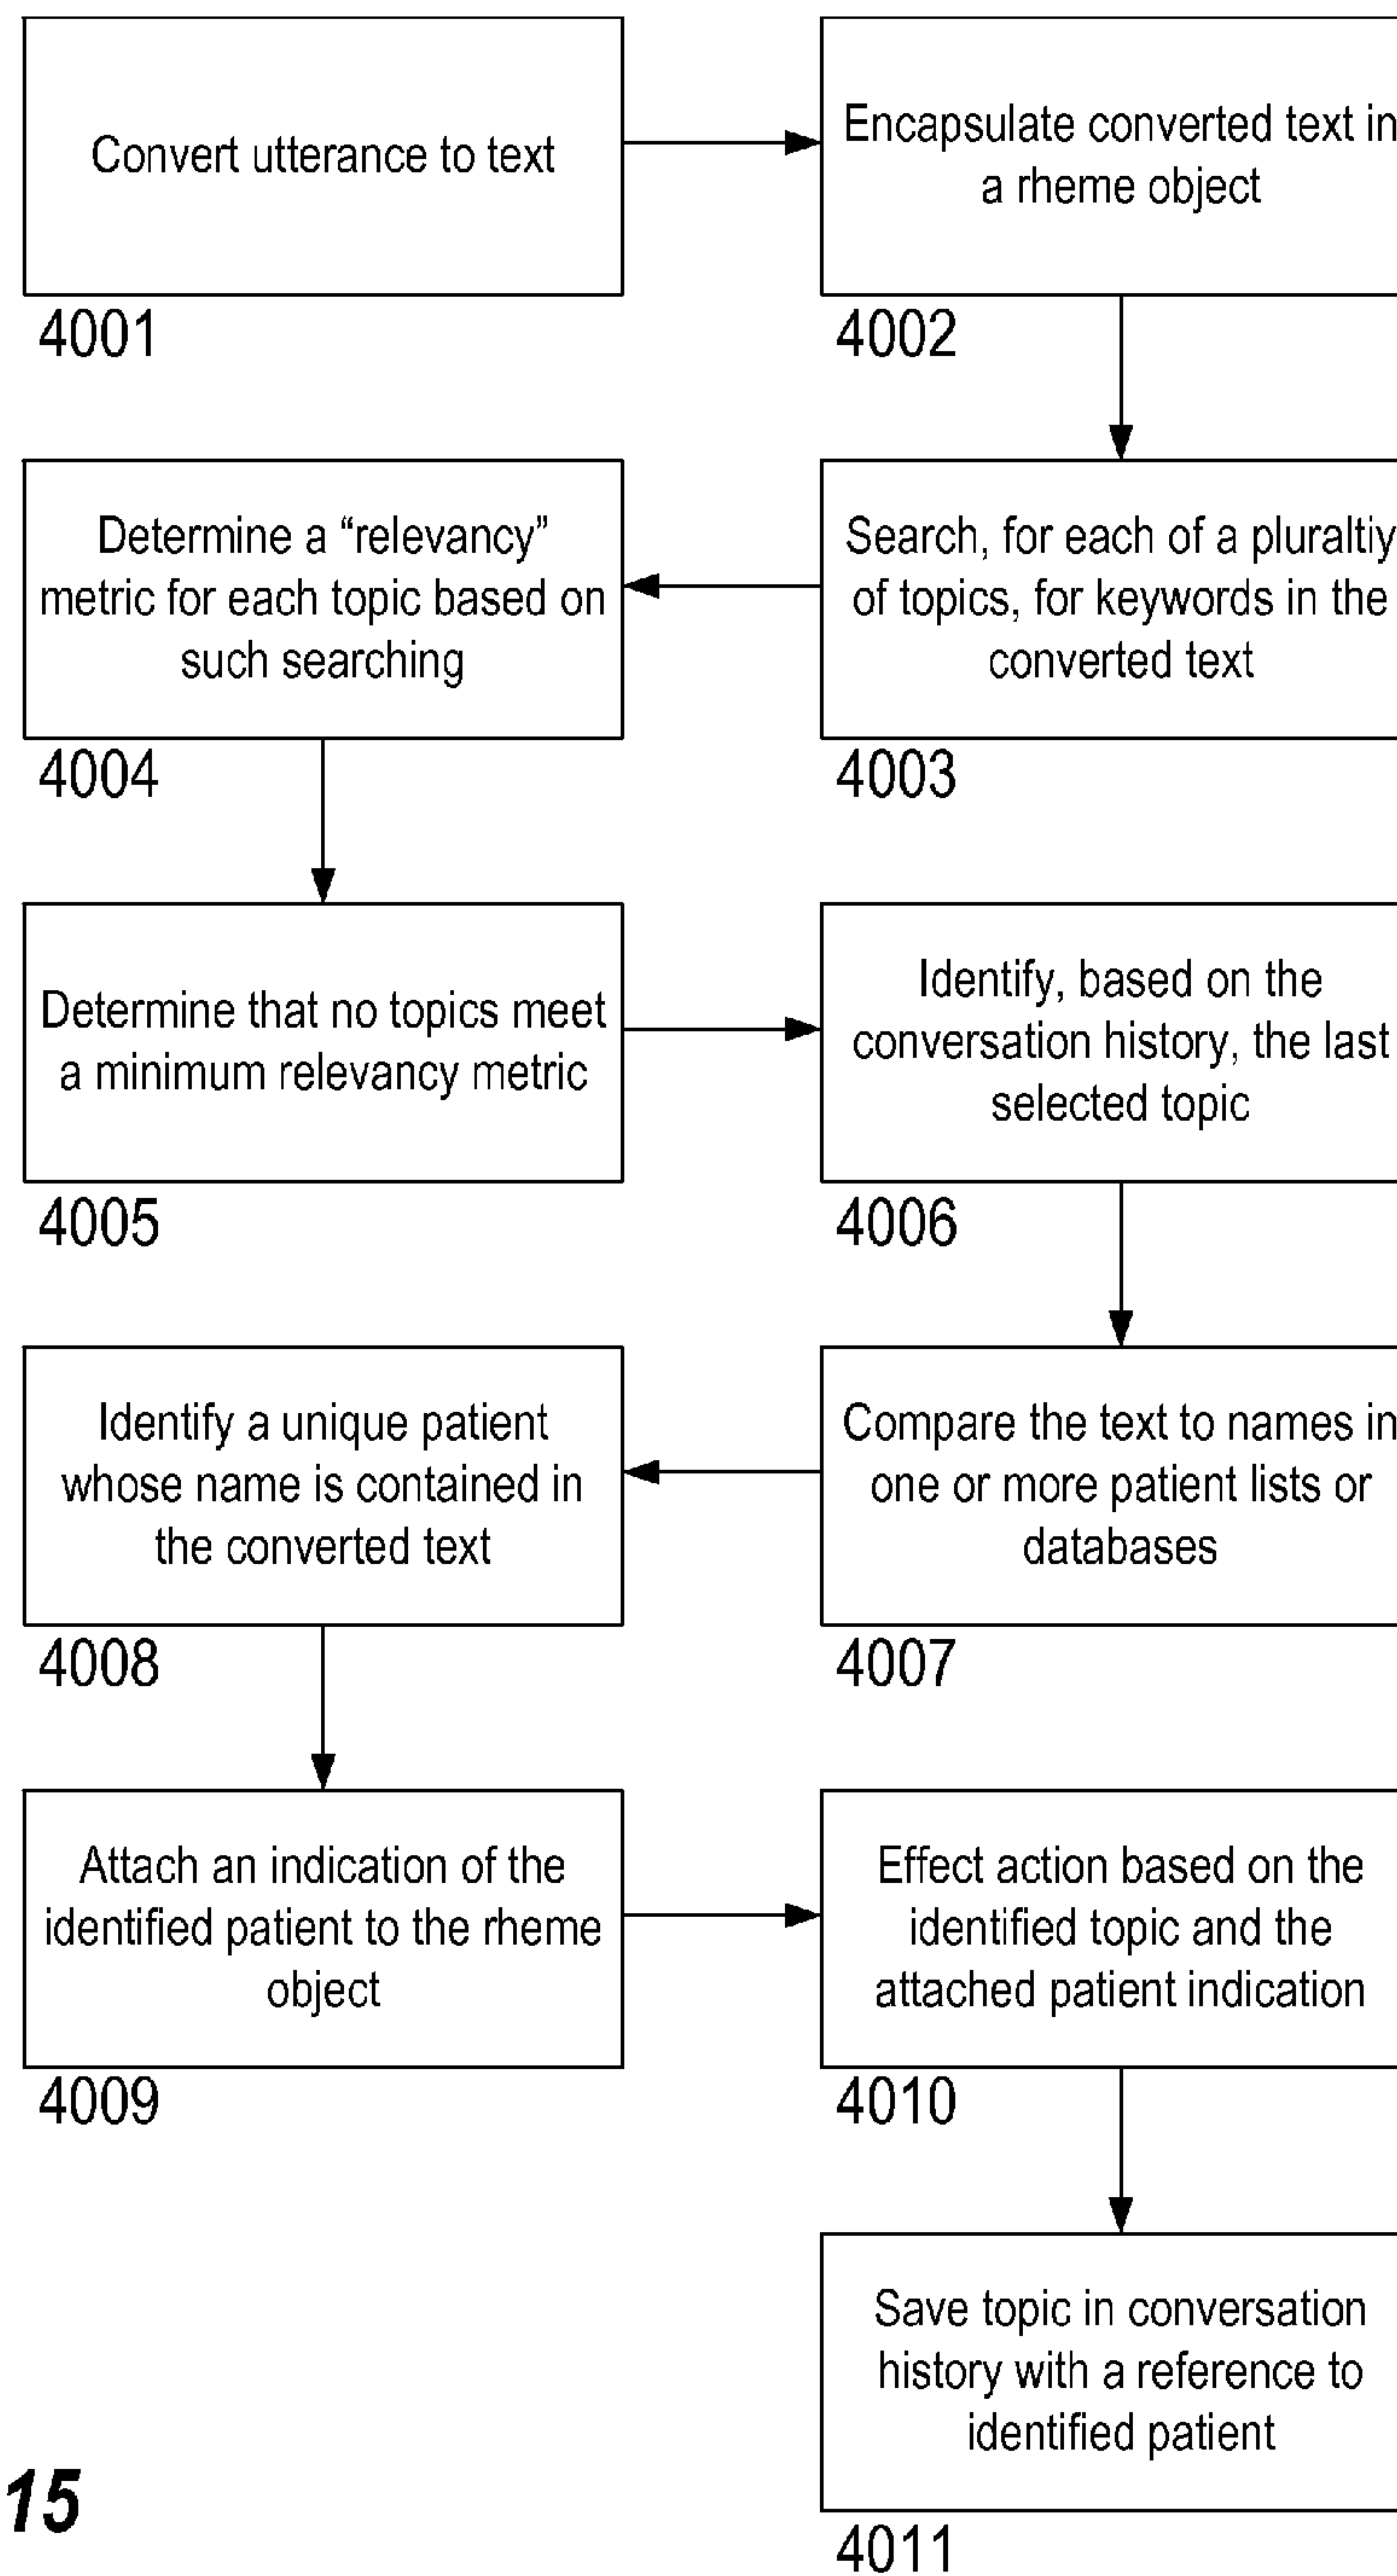 Convert utterance to text
4001
Encapsulate converted text in
a rheme object
4002
Search, for each of a pluraltiy
of topics, for keywords in the
converted text
4003
Determine a “relevancy”
metric for each topic based on
such searching
4004
Determine that no topics meet
a minimum relevancy metric
4005
Identify, based on the
conversation history, the last
selected topic
4006
Compare the text to names in
one or more patient lists or
databases
4007
Identify a unique patient
whose name is contained in
the converted text
4008
Attach an indication of the
identified patient to the rheme
object
4009
Effect action based on the
identified topic and the
attached patient indication
4010
Save topic in conversation
history with a reference to
identified patient
4011
15